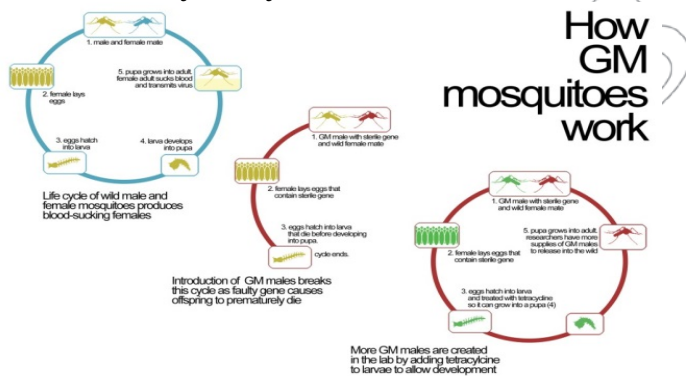 How
GM
mosquitoes
work
1. male and female mate
5. pupa grows into adult.
female adult sucks blood
and transmits virus
2. female lays
eggs
3. eggs hatch
into larva
4. larva develops
into pupa
Life cycle of wild male and
female mosquitoes produces
blood-sucking females
1. GM male with sterile gene
and wild female mate
2. female lays eggs that
contain sterile gene
3. eggs hatch into larva
that die before developing
into pupa.
cycle ends.
Introduction of GM males breaks
this cycle as faulty gene causes
offspring to prematurely die
1. GM male with sterile gene
and wild female mate
5. pupa grows into adult.
researchers have more
supplies of GM males
to release into the wild
2. female lays eggs that
contain sterile gene
3. eggs hatch into larva
and treated with tetracycline
so it can grow into a pupa (4)
More GM males are created
in the lab by adding tetracylcine
to larvae to allow development